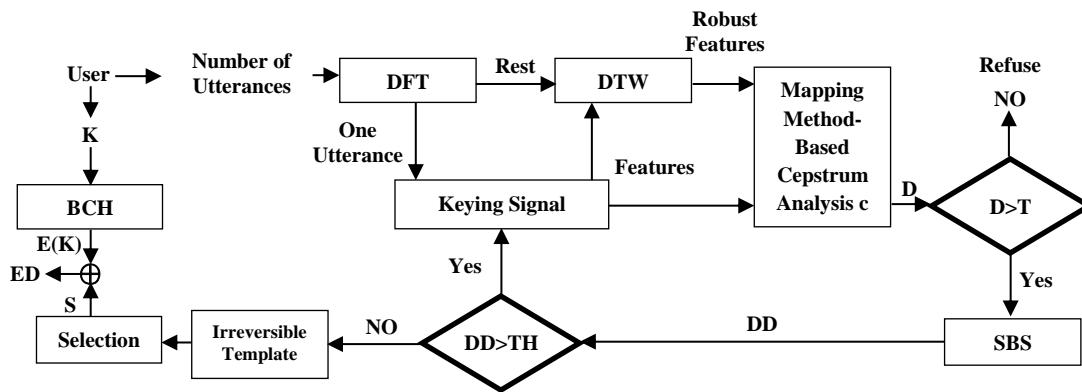 User
Number of
Utterances
DFT
Rest
DTW
Robust
Features
Mapping
Method-
Based
Cepstrum
Analysis c
Refuse
NO
K
One
Utterance
Features
Keying Signal
D
D>T
BCH
E(K)
ED
S
Yes
Yes
Selection
Irreversible
Template
NO
DD>TH
DD
SBS